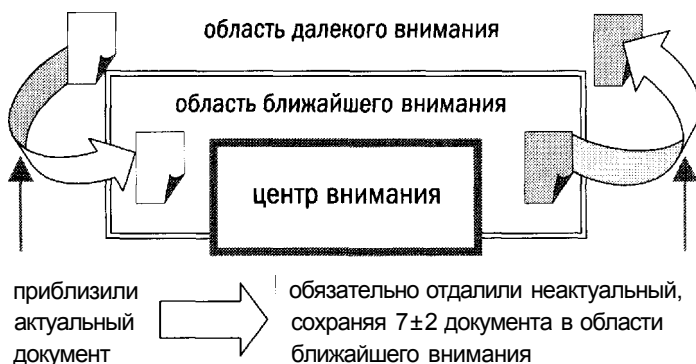 область далекого внимания
область ближайшего внимания
центр внимания
приблизили
актуальный
документ
обязательно отдалили неактуальный,
сохраняя 7±2 документа в области
ближайшего внимания